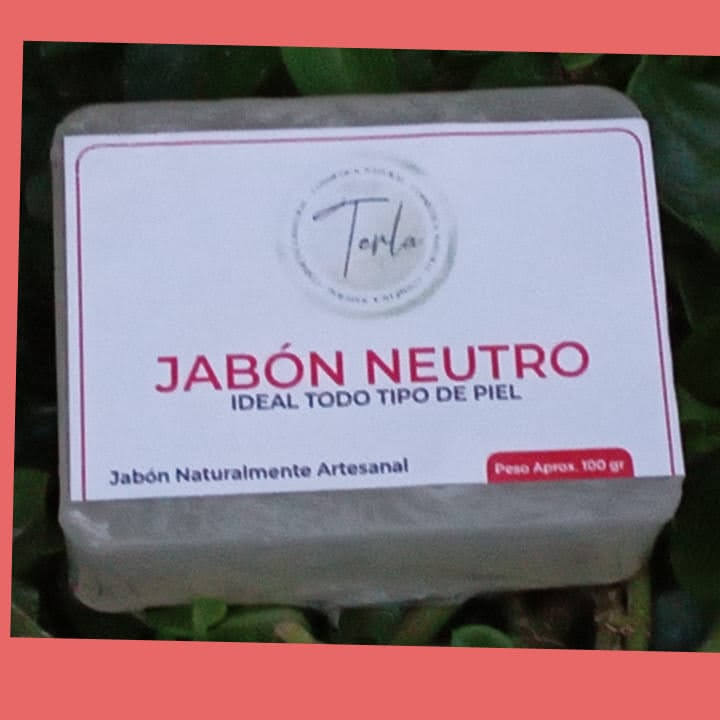 Terla
JABÓN NEUTRO
IDEAL TODO TIPO DE PIEL
Jabón Naturalmente Artesanal
Peso Aprox. 100 gr